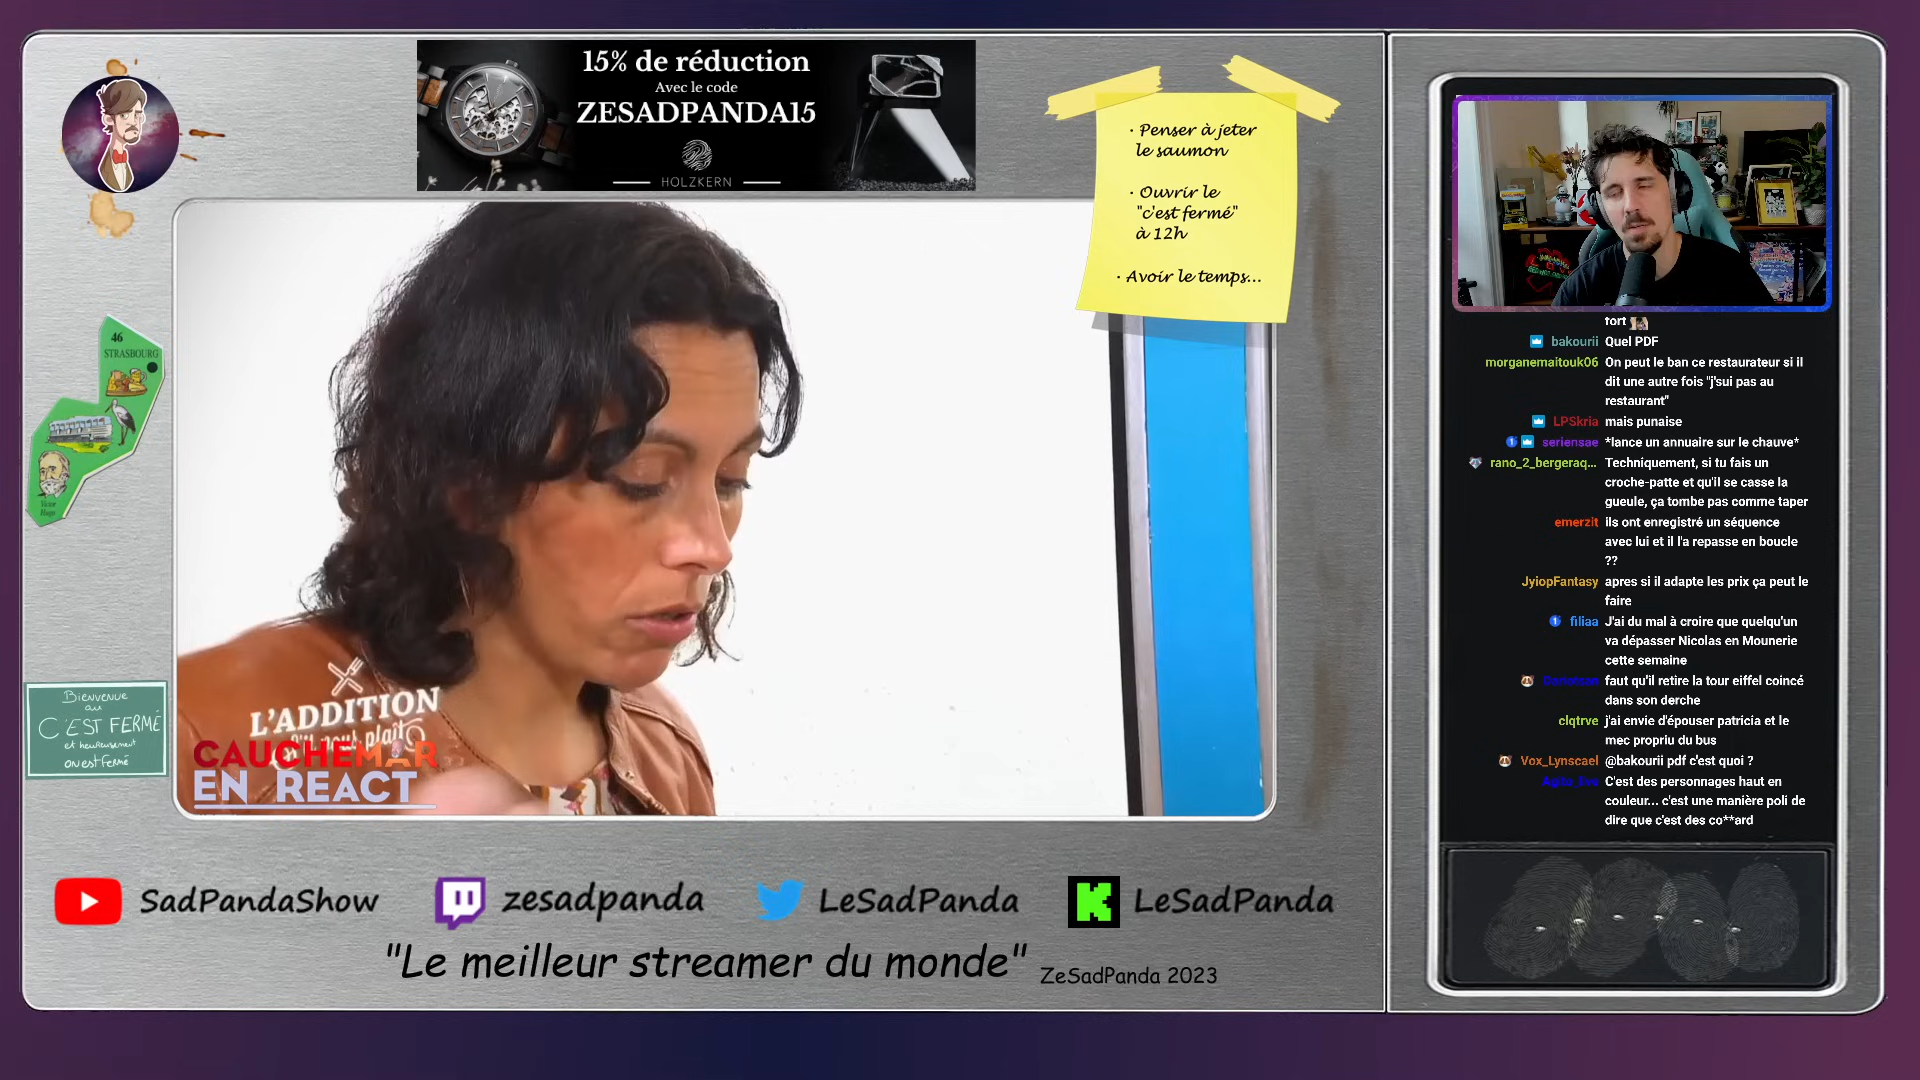 15% de réduction
Avec le code
ZESADPANDA15
HOLZKERN
· Penser à jeter
le saumon
· Ouvrir le
"c'est fermé"
à 12h
· Avoir le temps...
46
STRASBOURG
Victor
Hugo
Bienvenue
au
C'EST FERMÉ
et heureusement
on est fermé
L'ADDITION
s'il vous plaît
CAUCHEMAR
EN REACT
SadPandaShow
zesadpanda
LeSadPanda
LeSadPanda
"Le meilleur streamer du monde"
ZeSadPanda 2023
fort
bakourii Quel PDF
morganemaitouk06 On peut le ban ce restaurateur si il
dit une autre fois "j'sui pas au
restaurant"
LPSkria mais punaise
seriensae *lance un annuaire sur le chauve*
rano_2_bergeraq... Techniquement, si tu fais un
croche-patte et qu'il se casse la
gueule, ça tombe pas comme taper
emerzit ils ont enregistré un séquence
avec lui et il l'a repasse en boucle
??
JyiopFantasy apres si il adapte les prix ça peut le
faire
filiaa J'ai du mal à croire que quelqu'un
va dépasser Nicolas en Mounerie
cette semaine
faut qu'il retire la tour eiffel coincé
dans son derche
clqtrve j'ai envie d'épouser patricia et le
mec propriu du bus
Vox_Lynscael @bakourii pdf c'est quoi ?
C'est des personnages haut en
couleur... c'est une manière poli de
dire que c'est des co**ard